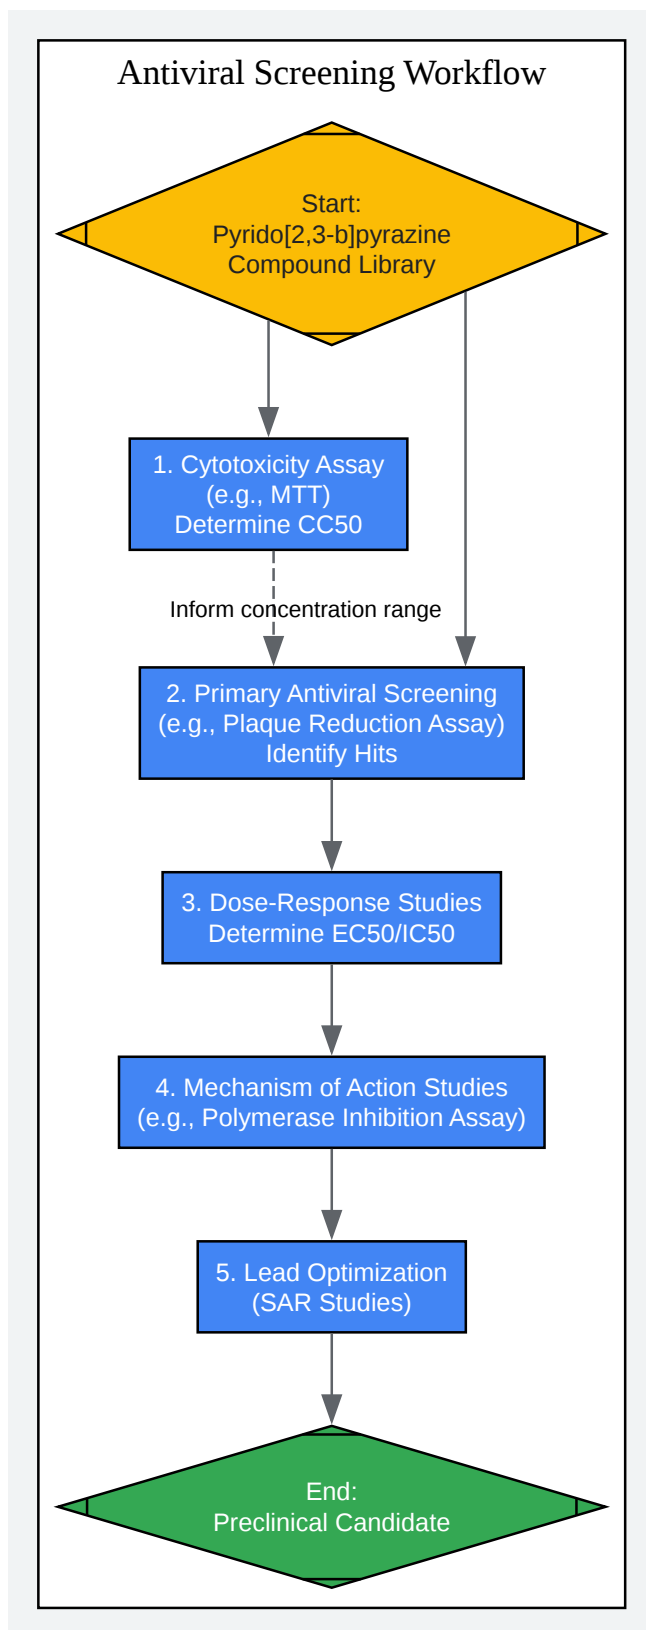 Antiviral Screening Workflow
Start:
Pyrido[2,3-b]pyrazine
Compound Library
1. Cytotoxicity Assay
(e.g., MTT)
Determine CC50
Inform concentration range
2. Primary Antiviral Screening
(e.g., Plaque Reduction Assay)
Identify Hits
3. Dose-Response Studies
Determine EC50/IC50
4. Mechanism of Action Studies
(e.g., Polymerase Inhibition Assay)
5. Lead Optimization
(SAR Studies)
End:
Preclinical Candidate